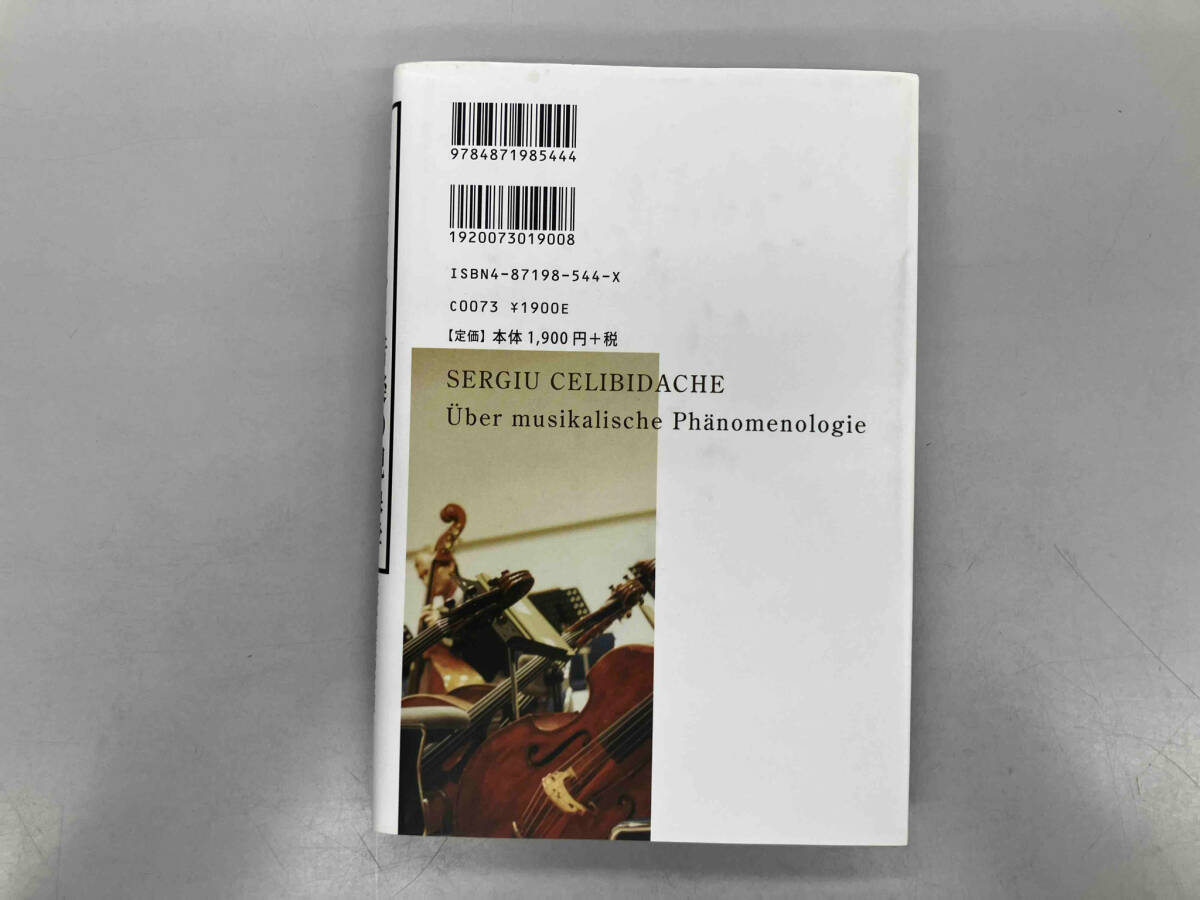 9784871985444
1920073019008
ISBN4-87198-544-X
C0073 ¥1900E
【定価】本体1,900円+税
SERGIU CELIBIDACHE
Über musikalische Phänomenologie